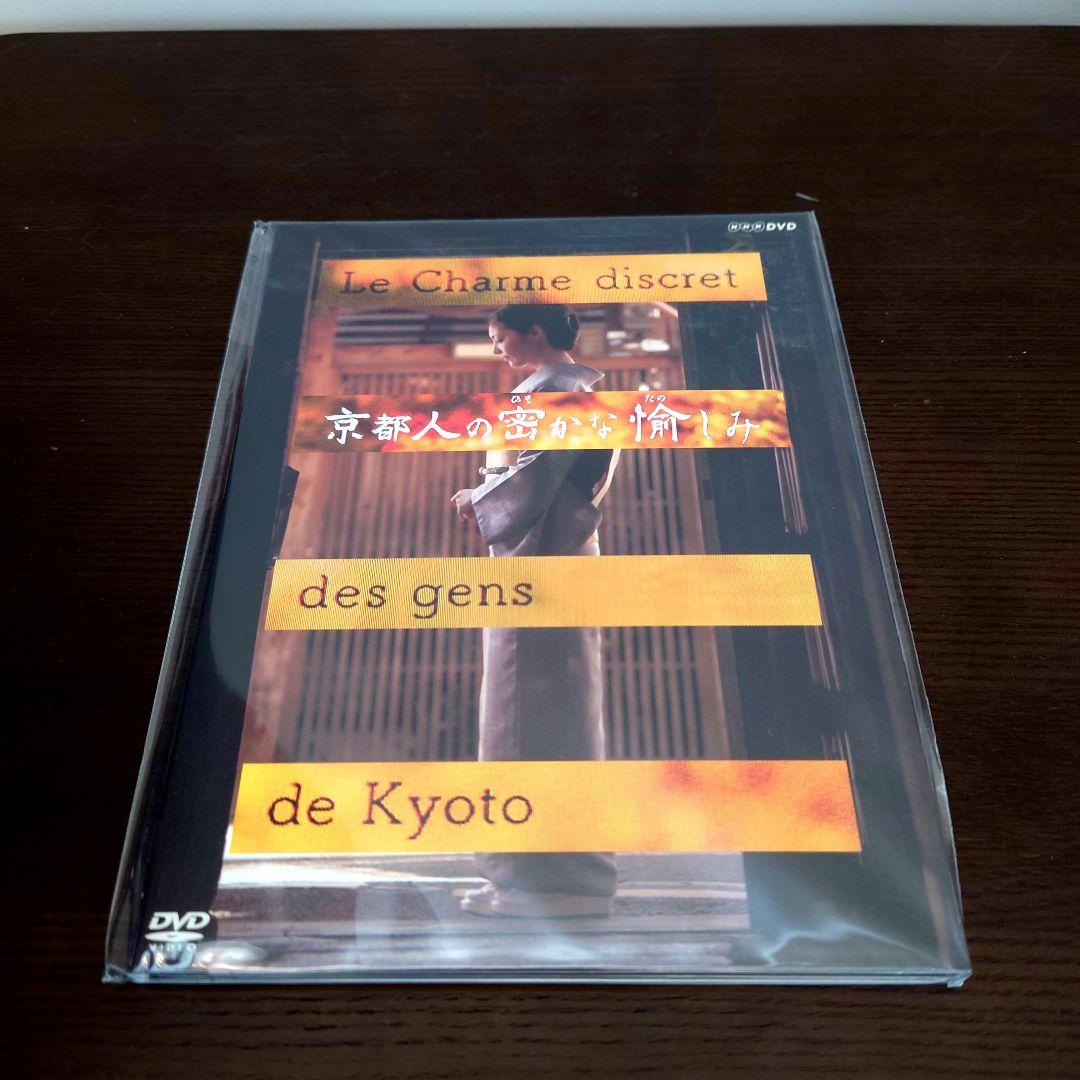 NHK DVD
Le Charme discret
ひそ たの
京都人の密かな愉しみ
des gens
de Kyoto
DVD
VIDEO